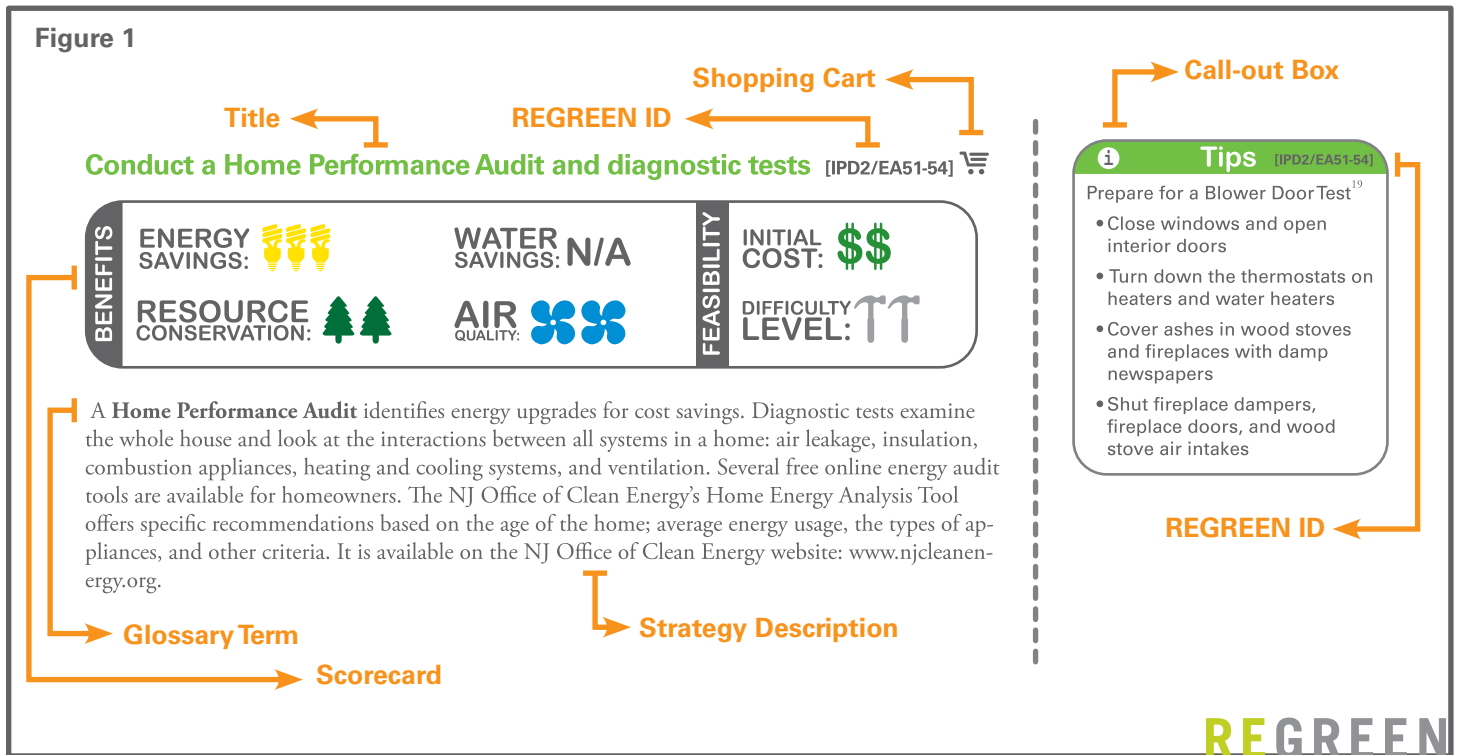 Figure 1
Shopping Cart
Title
REGREEN ID
Conduct a Home Performance Audit and diagnostic tests [IPD2/EA51-54]
BENEFITS
ENERGY
SAVINGS:
WATER
SAVINGS: N/A
RESOURCE
CONSERVATION:
AIR
QUALITY:
FEASIBILITY
INITIAL
COST: $$
DIFFICULTY
LEVEL:
A Home Performance Audit identifies energy upgrades for cost savings. Diagnostic tests examine
the whole house and look at the interactions between all systems in a home: air leakage, insulation,
combustion appliances, heating and cooling systems, and ventilation. Several free online energy audit
tools are available for homeowners. The NJ Office of Clean Energy’s Home Energy Analysis Tool
offers specific recommendations based on the age of the home; average energy usage, the types of ap-
pliances, and other criteria. It is available on the NJ Office of Clean Energy website: www.njcleanen-
ergy.org.
Glossary Term
Strategy Description
Scorecard
Call-out Box
i Tips [IPD2/EA51-54]
Prepare for a Blower Door Test19
• Close windows and open
interior doors
• Turn down the thermostats on
heaters and water heaters
• Cover ashes in wood stoves
and fireplaces with damp
newspapers
• Shut fireplace dampers,
fireplace doors, and wood
stove air intakes
REGREEN ID
REGREEN